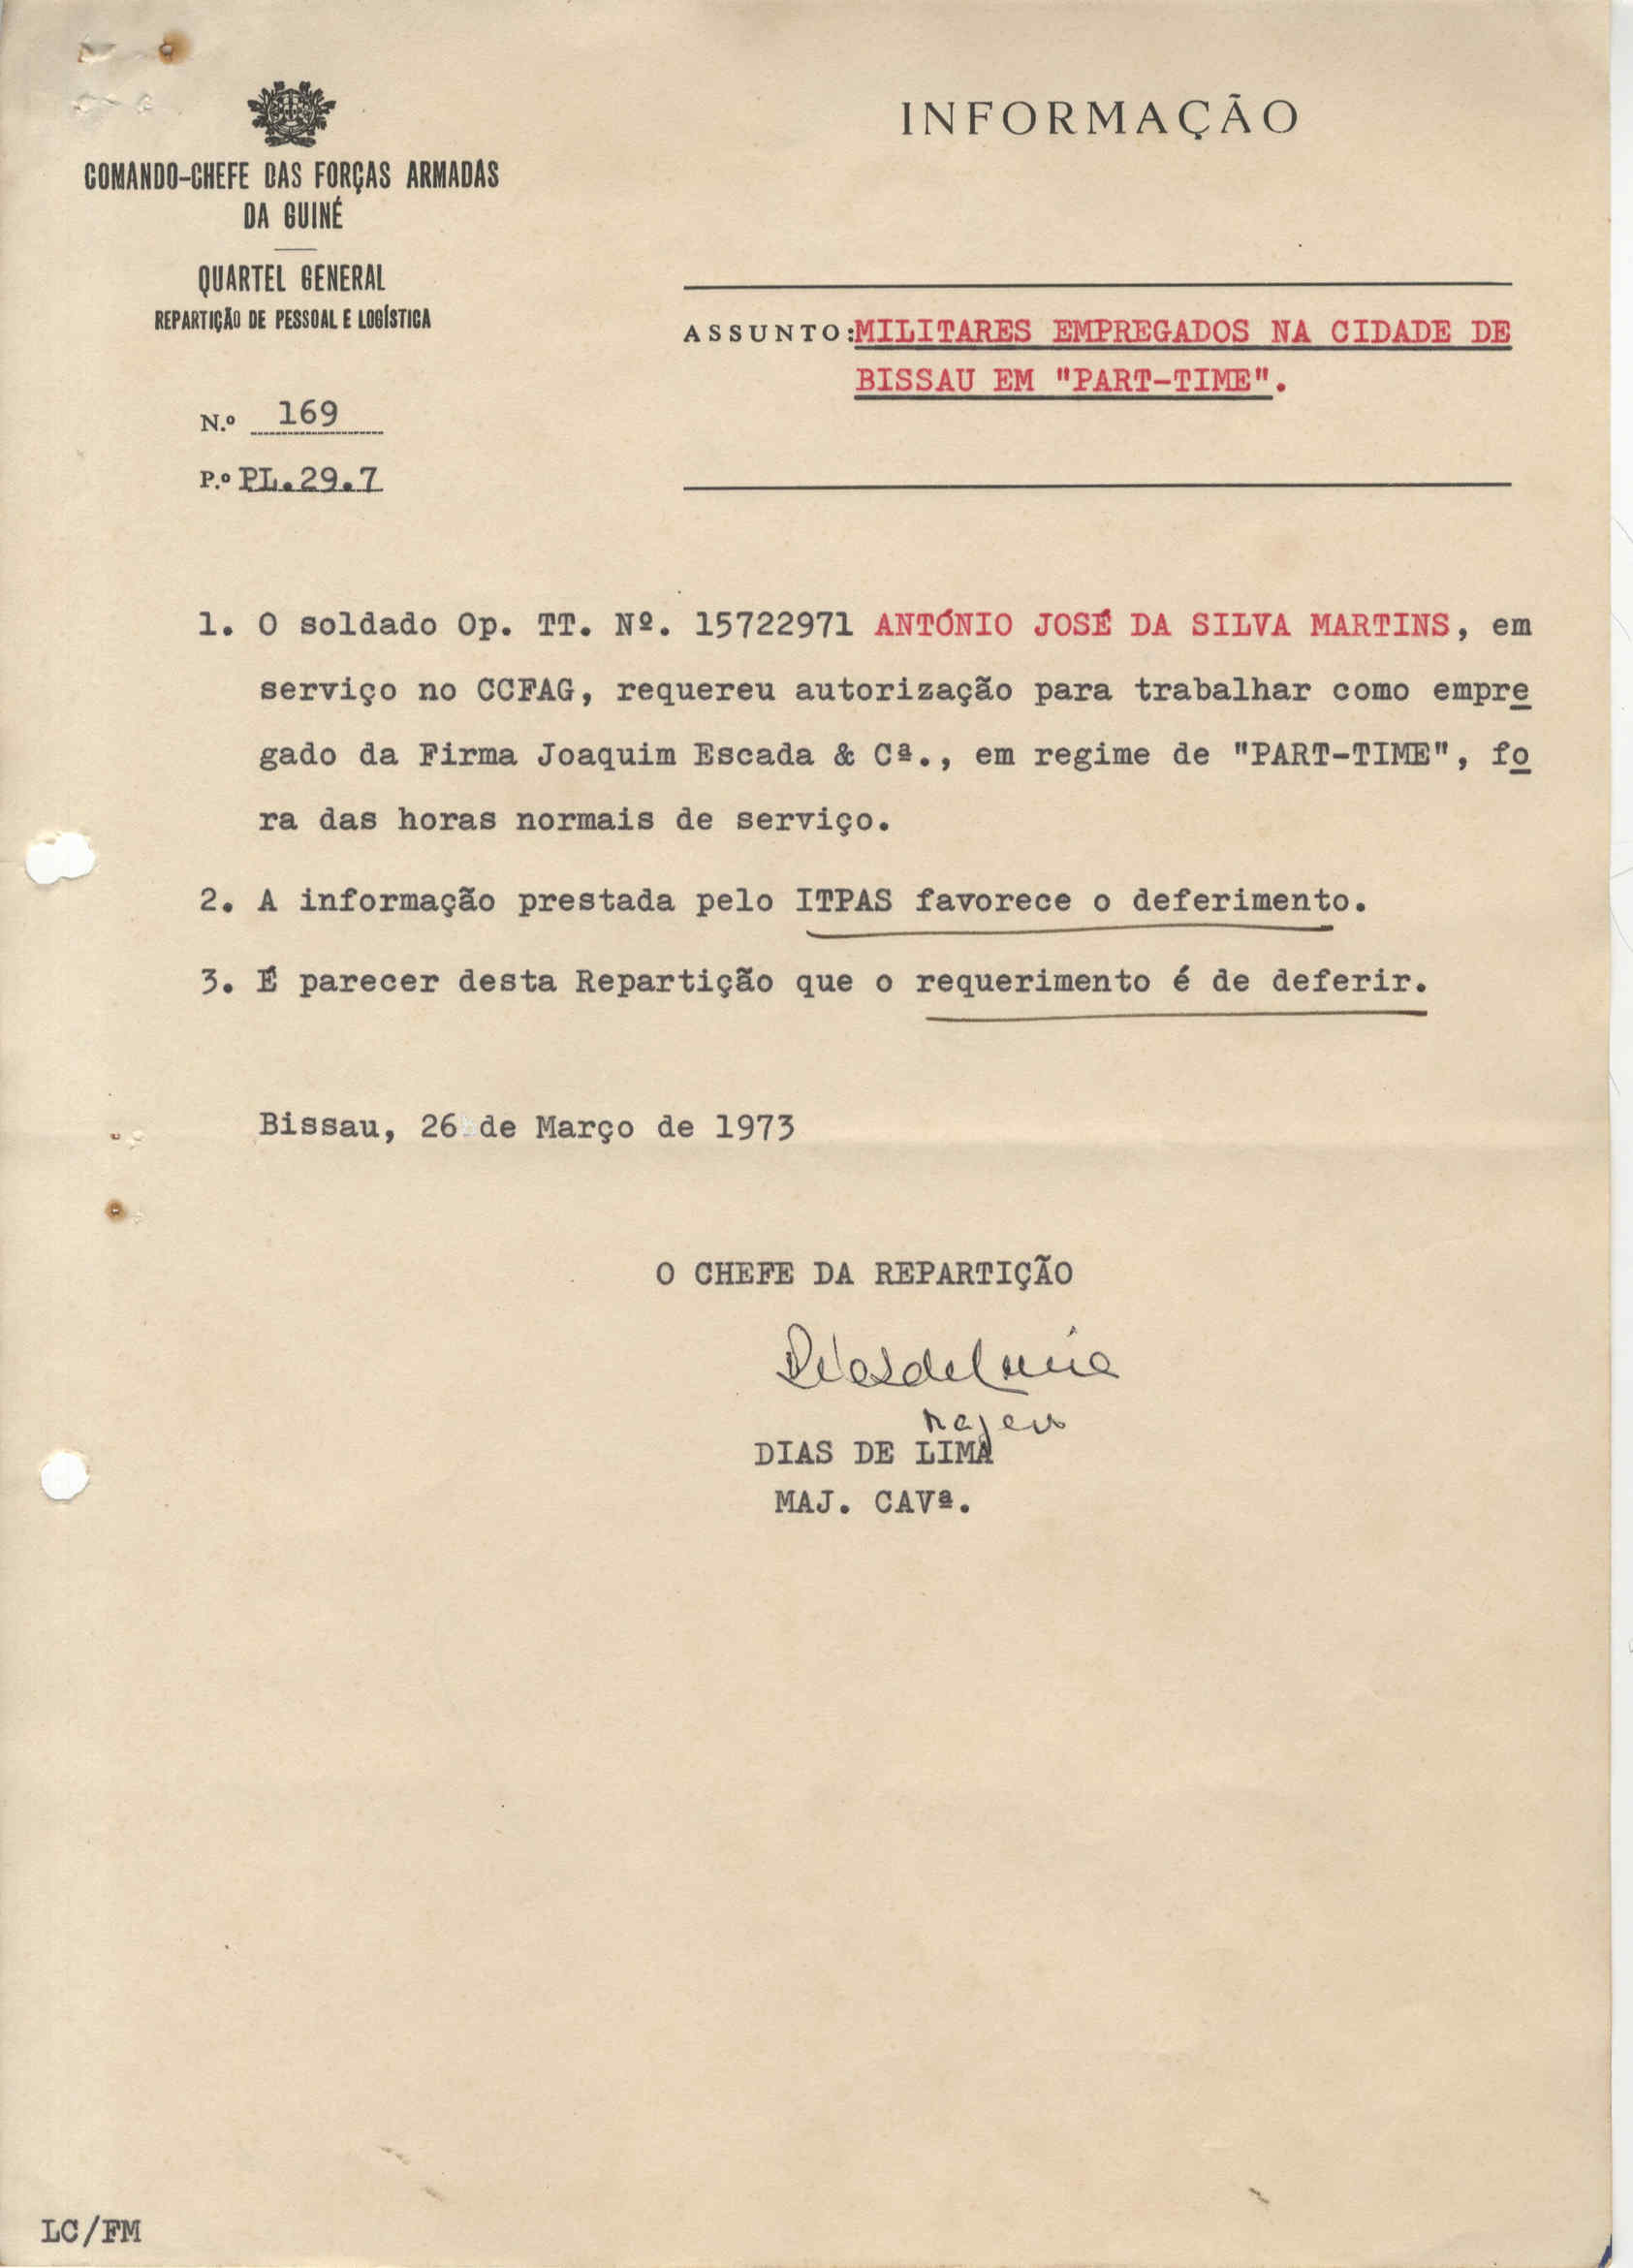 INFORMAÇÃO
COMANDO-CHEFE DAS FORÇAS ARMADAS
DA GUINÉ
QUARTEL GENERAL
REPARTIÇÃO DE PESSOAL E LOGÍSTICA
ASSUNTO: MILITARES EMPREGADOS NA CIDADE DE
BISSAU EM "PART-TIME".
N.º 169
P.º PL.29.7
1. O soldado Op. TT. Nº. 15722971 ANTÓNIO JOSÉ DA SILVA MARTINS, em
serviço no CCFAG, requereu autorização para trabalhar como empre
gado da Firma Joaquim Escada & Cª., em regime de "PART-TIME", fo
ra das horas normais de serviço.
2. A informação prestada pelo ITPAS favorece o deferimento.
3. É parecer desta Repartição que o requerimento é de deferir.
Bissau, 26 de Março de 1973
O CHEFE DA REPARTIÇÃO
Dias de Lima
major
DIAS DE LIMA
MAJ. CAVª.
LC/FM